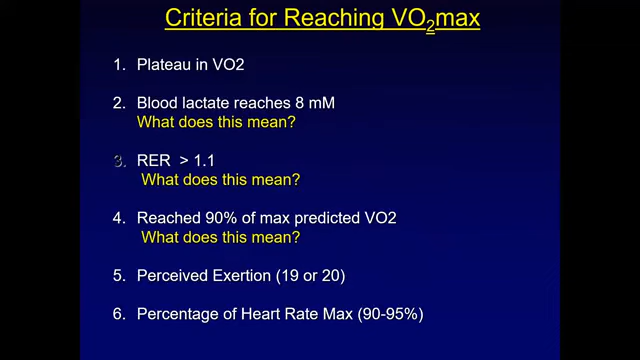 Criteria for Reaching VO2max
1. Plateau in VO2
2. Blood lactate reaches 8 mM
What does this mean?
3. RER > 1.1
What does this mean?
4. Reached 90% of max predicted VO2
What does this mean?
5. Perceived Exertion (19 or 20)
6. Percentage of Heart Rate Max (90-95%)